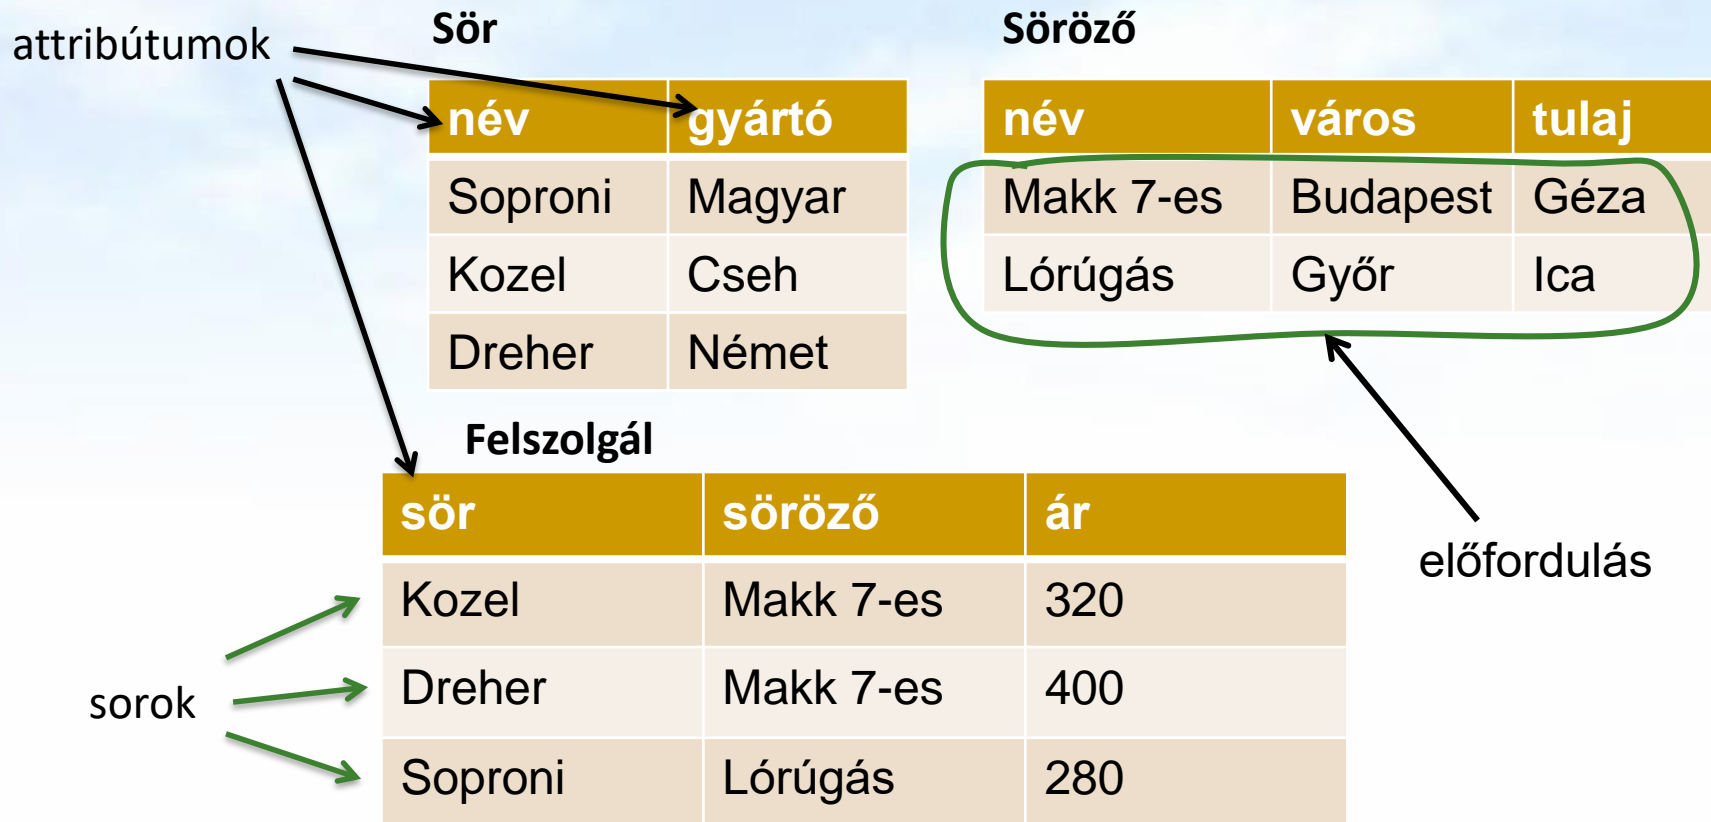 attribútumok
Sör
név gyártó
Soproni Magyar
Kozel Cseh
Dreher Német
Söröző
név város tulaj
Makk 7-es Budapest Géza
Lórúgás Győr Ica
előfordulás
Felszolgál
sör söröző ár
Kozel Makk 7-es 320
Dreher Makk 7-es 400
Soproni Lórúgás 280
sorok